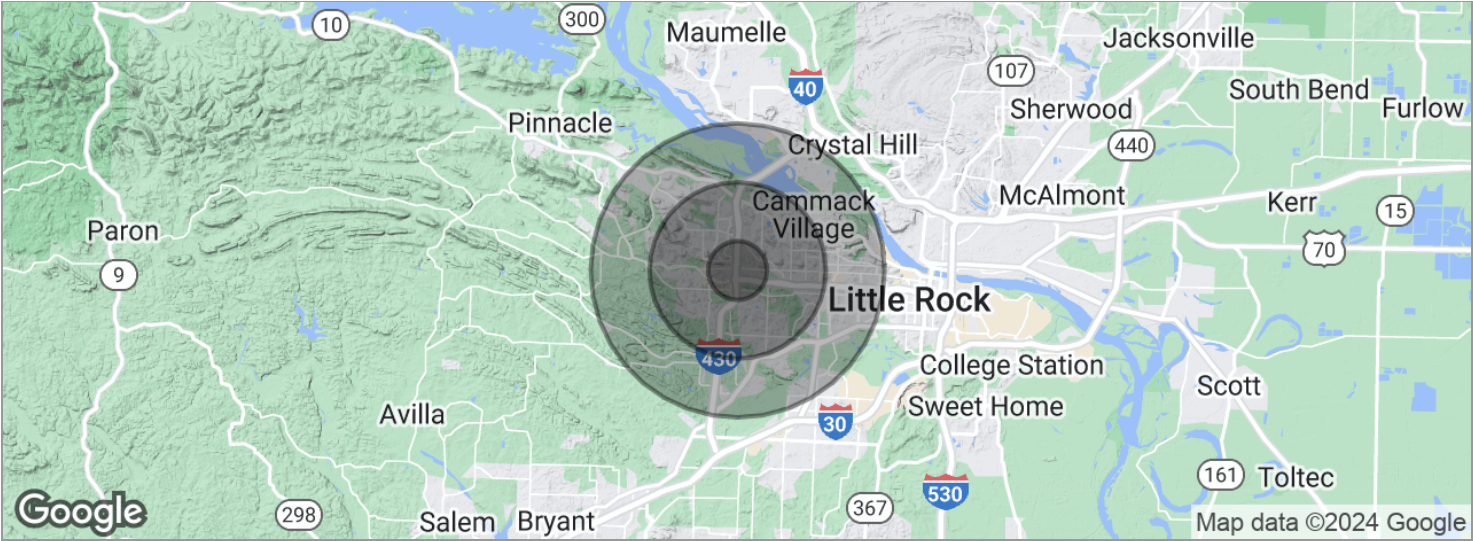 10
300
Maumelle
Jacksonville
40
107
South Bend
Sherwood
Furlow
Pinnacle
Crystal Hill
440
McAlmont
Cammack
Village
Kerr
15
Paron
70
9
Little Rock
430
College Station
Scott
Avilla
Sweet Home
30
161
Toltec
530
Google
298
367
Salem
Bryant
Map data ©2024 Google